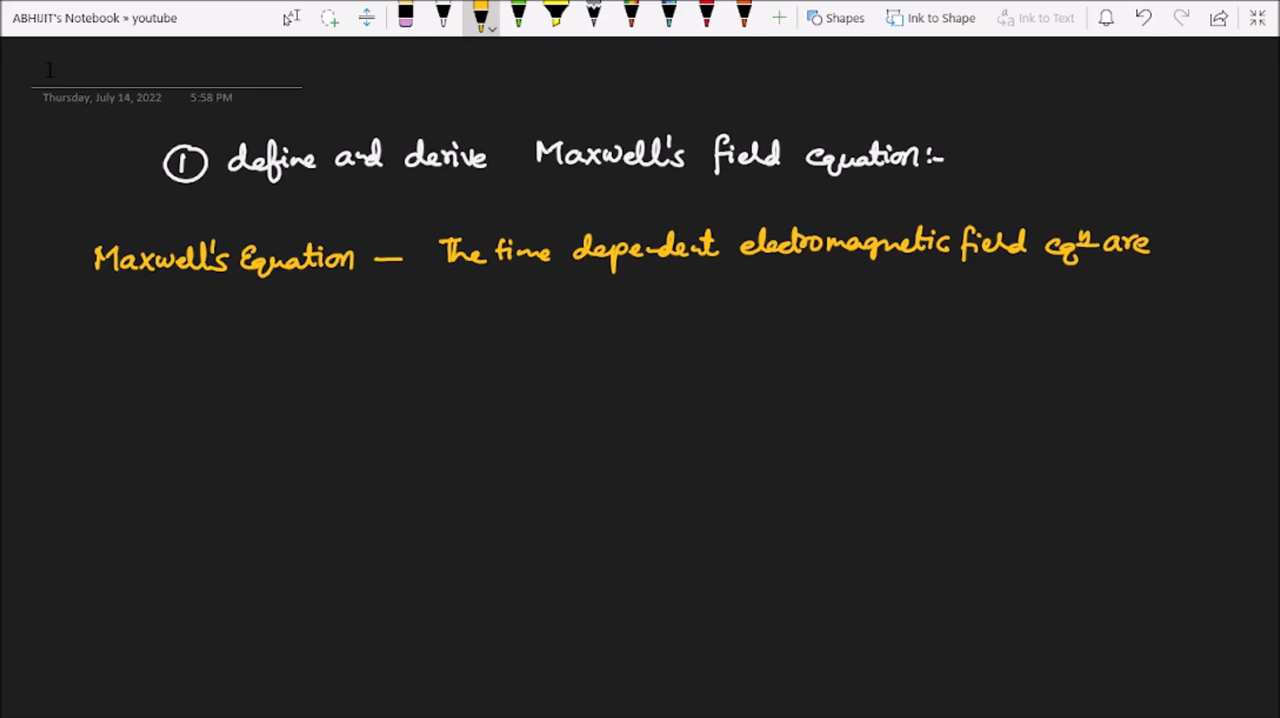 ABHIJIT's Notebook » youtube
Shapes
Ink to Shape
Ink to Text
1
Thursday, July 14, 2022 5:58 PM
① define and derive Maxwell's field equation:-
Maxwell's Equation — The time dependent electromagnetic field eqⁿ are